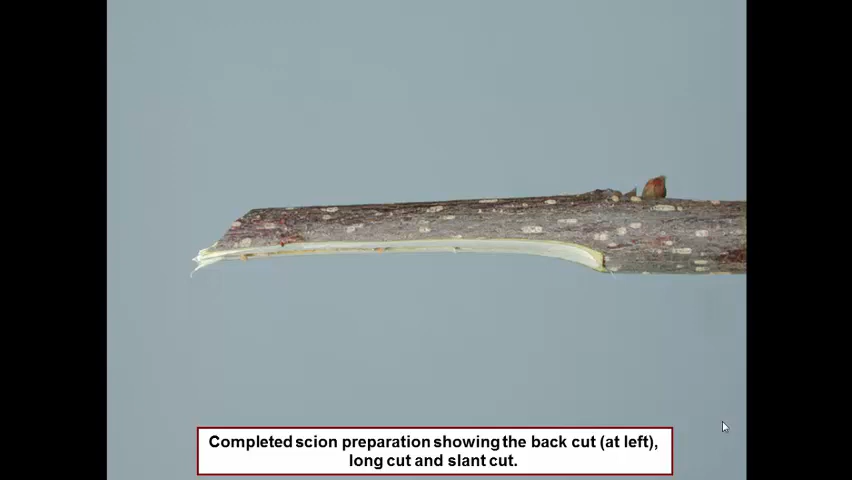 Completed scion preparation showing the back cut (at left),
long cut and slant cut.